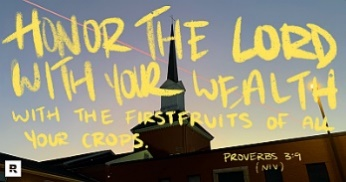 HONOR THE LORD
WITH YOUR WEALTH
WITH THE FIRSTFRUITS OF ALL
YOUR CROPS.
PROVERBS 3:9
(NIV)
R